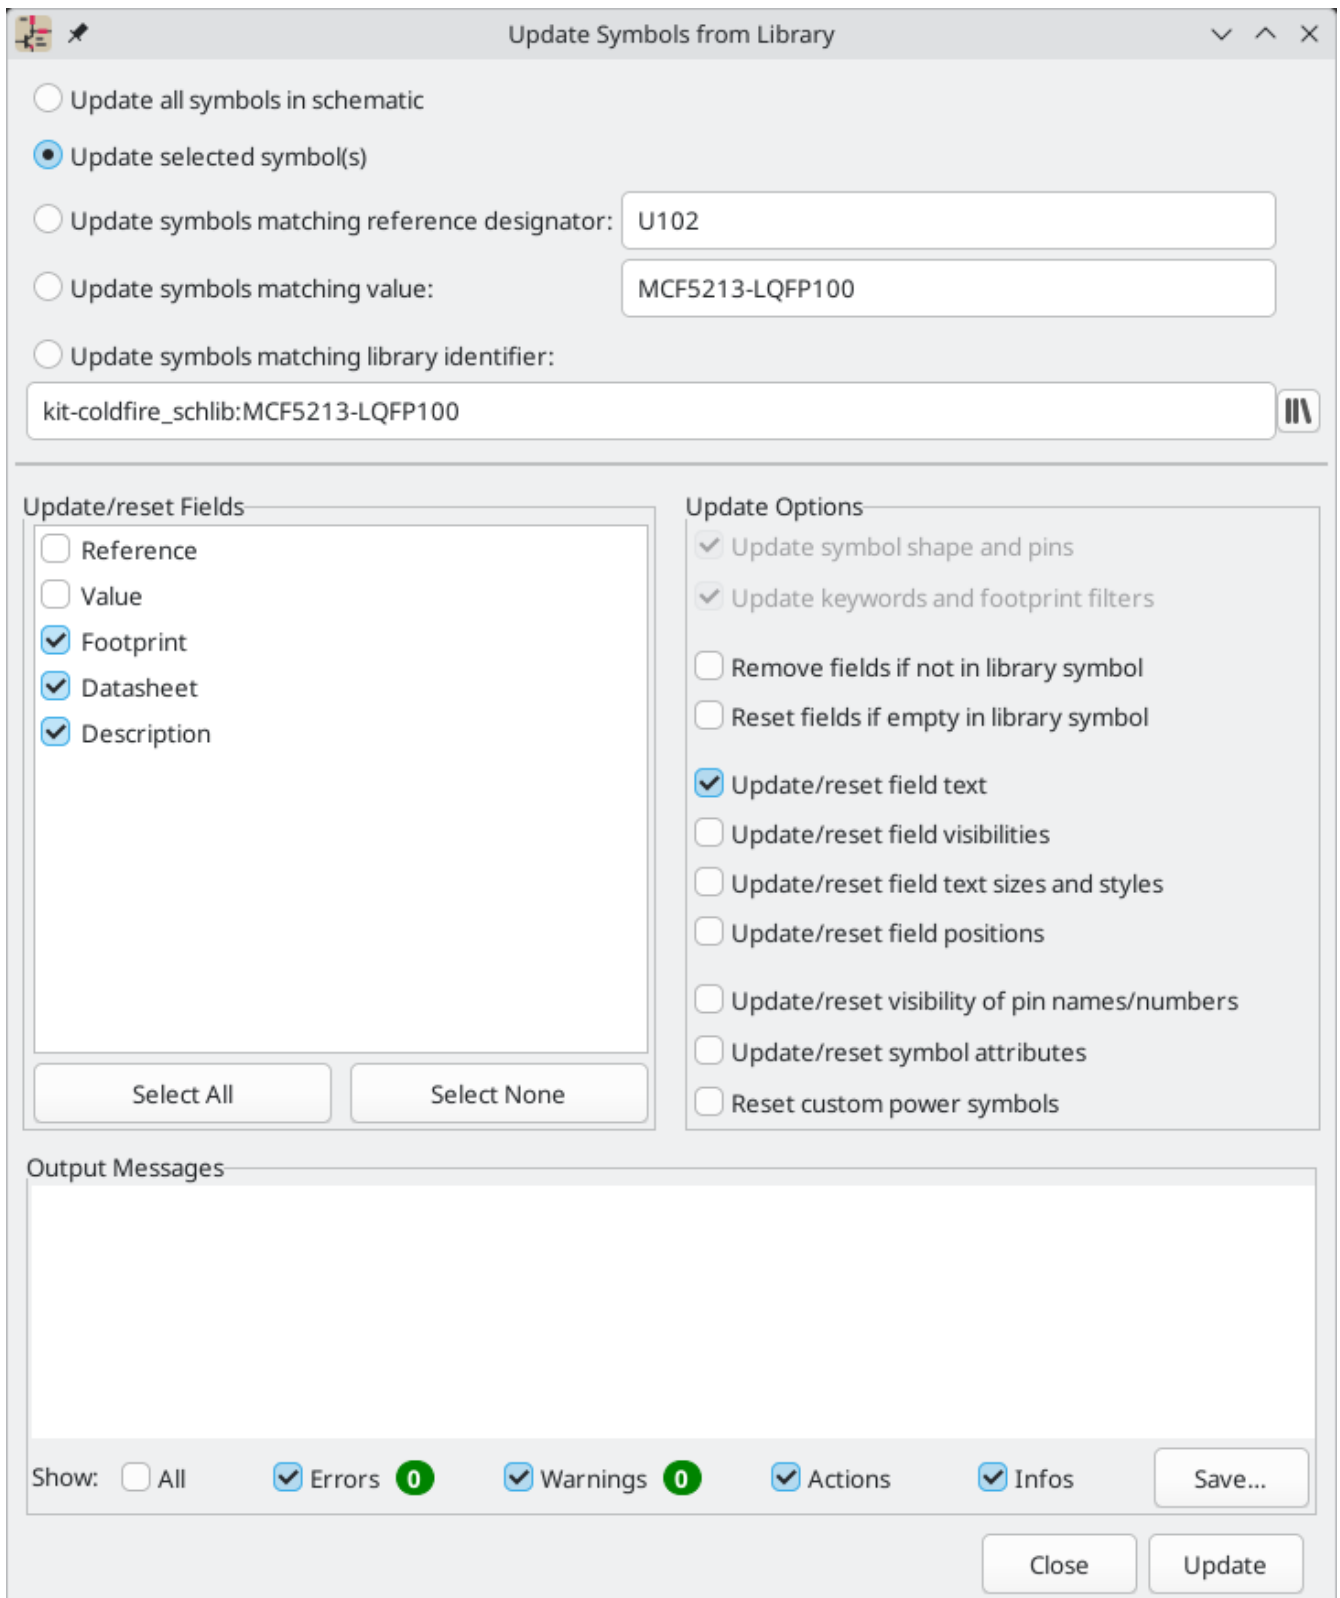 Update Symbols from Library
Update all symbols in schematic
Update selected symbol(s)
Update symbols matching reference designator: U102
Update symbols matching value: MCF5213-LQFP100
Update symbols matching library identifier:
kit-coldfire_schlib:MCF5213-LQFP100
Update/reset Fields
Reference
Value
Footprint
Datasheet
Description
Select All Select None
Update Options
Update symbol shape and pins
Update keywords and footprint filters
Remove fields if not in library symbol
Reset fields if empty in library symbol
Update/reset field text
Update/reset field visibilities
Update/reset field text sizes and styles
Update/reset field positions
Update/reset visibility of pin names/numbers
Update/reset symbol attributes
Reset custom power symbols
Output Messages
Show: All Errors 0 Warnings 0 Actions Infos Save...
Close Update